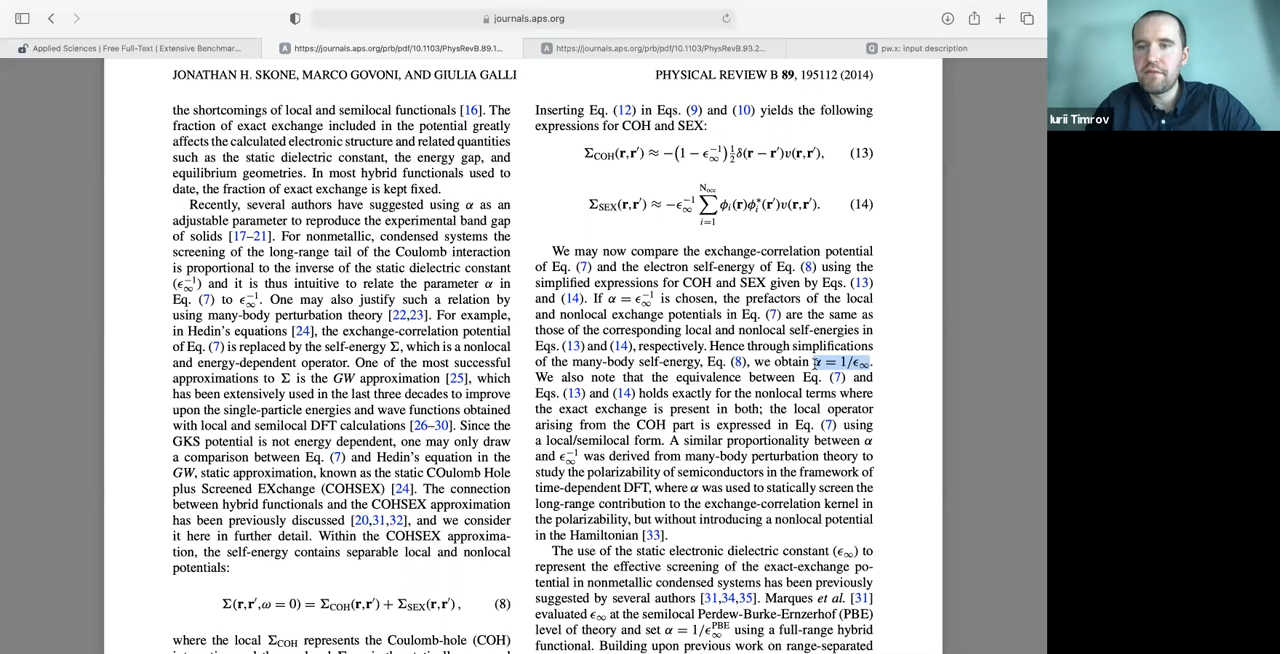 journals.aps.org
Applied Sciences | Free Full-Text | Extensive Benchmar...
https://journals.aps.org/prb/pdf/10.1103/PhysRevB.89.1...
https://journals.aps.org/prb/pdf/10.1103/PhysRevB.93.2...
pw.x: input description
Iurii Timrov
JONATHAN H. SKONE, MARCO GOVONI, AND GIULIA GALLI
PHYSICAL REVIEW B 89, 195112 (2014)
the shortcomings of local and semilocal functionals [16]. The
fraction of exact exchange included in the potential greatly
affects the calculated electronic structure and related quantities
such as the static dielectric constant, the energy gap, and
equilibrium geometries. In most hybrid functionals used to
date, the fraction of exact exchange is kept fixed.
Recently, several authors have suggested using α as an
adjustable parameter to reproduce the experimental band gap
of solids [17–21]. For nonmetallic, condensed systems the
screening of the long-range tail of the Coulomb interaction
is proportional to the inverse of the static dielectric constant
(ϵ∞⁻¹) and it is thus intuitive to relate the parameter α in
Eq. (7) to ϵ∞⁻¹. One may also justify such a relation by
using many-body perturbation theory [22,23]. For example,
in Hedin's equations [24], the exchange-correlation potential
of Eq. (7) is replaced by the self-energy Σ, which is a nonlocal
and energy-dependent operator. One of the most successful
approximations to Σ is the GW approximation [25], which
has been extensively used in the last three decades to improve
upon the single-particle energies and wave functions obtained
with local and semilocal DFT calculations [26–30]. Since the
GKS potential is not energy dependent, one may only draw
a comparison between Eq. (7) and Hedin's equation in the
GW, static approximation, known as the static COulomb Hole
plus Screened EXchange (COHSEX) [24]. The connection
between hybrid functionals and the COHSEX approximation
has been previously discussed [20,31,32], and we consider
it here in further detail. Within the COHSEX approxima-
tion, the self-energy contains separable local and nonlocal
potentials:
Σ(r,r′,ω = 0) = Σ_COH(r,r′) + Σ_SEX(r,r′), (8)
where the local Σ_COH represents the Coulomb-hole (COH)
Inserting Eq. (12) in Eqs. (9) and (10) yields the following
expressions for COH and SEX:
Σ_COH(r,r′) ≈ −(1 − ϵ∞⁻¹)½δ(r − r′)v(r,r′), (13)
Σ_SEX(r,r′) ≈ −ϵ∞⁻¹ ∑_{i=1}^{Nocc} ϕᵢ(r)ϕᵢ*(r′)v(r,r′). (14)
We may now compare the exchange-correlation potential
of Eq. (7) and the electron self-energy of Eq. (8) using the
simplified expressions for COH and SEX given by Eqs. (13)
and (14). If α = ϵ∞⁻¹ is chosen, the prefactors of the local
and nonlocal exchange potentials in Eq. (7) are the same as
those of the corresponding local and nonlocal self-energies in
Eqs. (13) and (14), respectively. Hence through simplifications
of the many-body self-energy, Eq. (8), we obtain α = 1/ϵ∞.
We also note that the equivalence between Eq. (7) and
Eqs. (13) and (14) holds exactly for the nonlocal terms where
the exact exchange is present in both; the local operator
arising from the COH part is expressed in Eq. (7) using
a local/semilocal form. A similar proportionality between α
and ϵ∞⁻¹ was derived from many-body perturbation theory to
study the polarizability of semiconductors in the framework of
time-dependent DFT, where α was used to statically screen the
long-range contribution to the exchange-correlation kernel in
the polarizability, but without introducing a nonlocal potential
in the Hamiltonian [33].
The use of the static electronic dielectric constant (ϵ∞) to
represent the effective screening of the exact-exchange po-
tential in nonmetallic condensed systems has been previously
suggested by several authors [31,34,35]. Marques et al. [31]
evaluated ϵ∞ at the semilocal Perdew-Burke-Ernzerhof (PBE)
level of theory and set α = 1/ϵ∞^PBE using a full-range hybrid
functional. Building upon previous work on range-separated